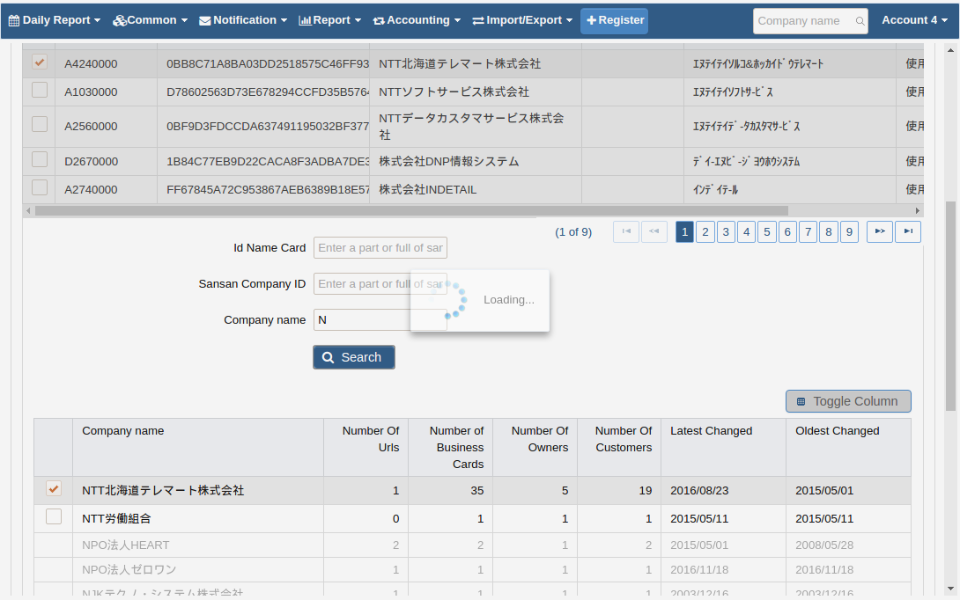 Daily Report Common Notification Report Accounting Import/Export Register Company name Account 4
A4240000 0BB8C71A8BA03DD2518575C46FF93 NTT北海道テレマート株式会社 ｴﾇﾃｲﾃｲｿﾙｺ&ﾎｯｶｲﾄﾞｳﾃﾚﾏｰﾄ 使用
A1030000 D78602563D73E678294CCFD35B576 NTTソフトサービス株式会社 ｴﾇﾃｲﾃｲｿﾌﾄｻｰﾋﾞｽ 使用
A2560000 0BF9D3FDCCDA637491195032BF377 NTTデータカスタマサービス株式会 ｴﾇﾃｲﾃｲﾃﾞｰﾀｶｽﾀﾏｻｰﾋﾞｽ 使用
社
D2670000 1B84C77EB9D22CACA8F3ADBA7DE3 株式会社DNP情報システム ﾃﾞｲｰｴﾇﾋﾟｰｼﾞﾖｳﾎｳｼｽﾃﾑ 使用
A2740000 FF67845A72C953867AEB6389B18E57 株式会社INDETAIL ｲﾝﾃﾞｲﾃｰﾙ 使用
(1 of 9) 1 2 3 4 5 6 7 8 9
Id Name Card Enter a part or full of sar
Sansan Company ID Enter a part or full of sar
Loading...
Company name N
Search
Toggle Column
Company name Number Of Urls Number of Business Cards Number Of Owners Number Of Customers Latest Changed Oldest Changed
NTT北海道テレマート株式会社 1 35 5 19 2016/08/23 2015/05/01
NTT労働組合 0 1 1 1 2015/05/11 2015/05/11
NPO法人HEART 2 2 1 2 2015/05/01 2008/05/28
NPO法人ゼロワン 1 1 1 1 2016/11/18 2016/11/18
NJKテクノ・システム株式会社 1 1 1 1 2003/12/16 2003/12/16